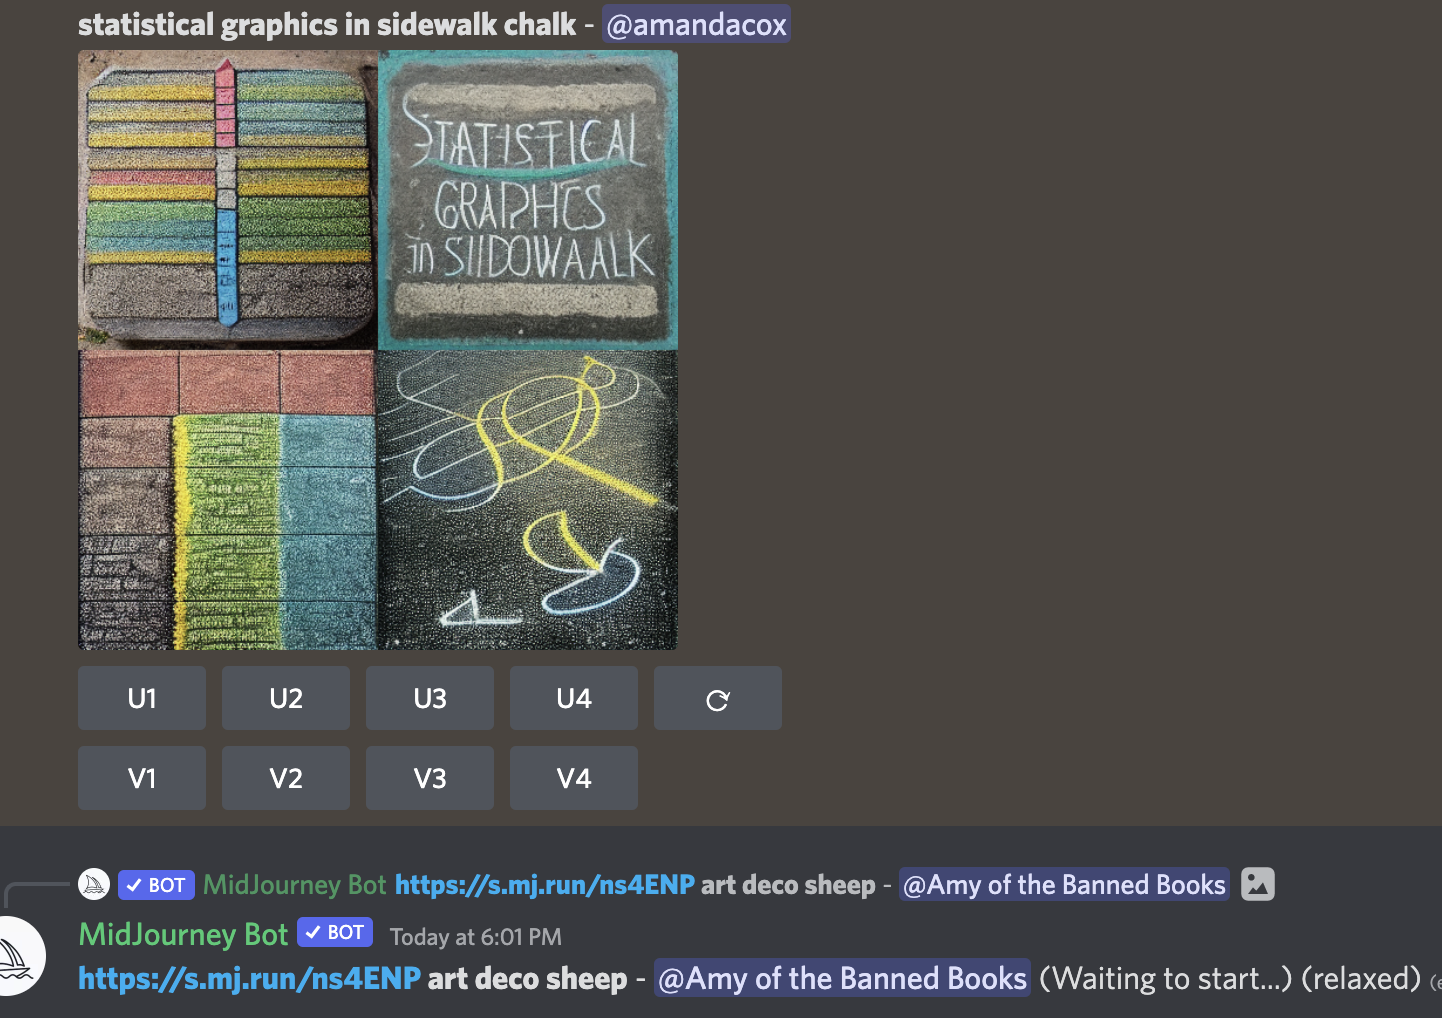 statistical graphics in sidewalk chalk - @amandacox
STATISTICAL
GRAPHCS
in SIIDOWAALK
U1 U2 U3 U4
V1 V2 V3 V4
BOT MidJourney Bot https://s.mj.run/ns4ENP art deco sheep - @Amy of the Banned Books
MidJourney Bot BOT Today at 6:01 PM
https://s.mj.run/ns4ENP art deco sheep - @Amy of the Banned Books (Waiting to start...) (relaxed)